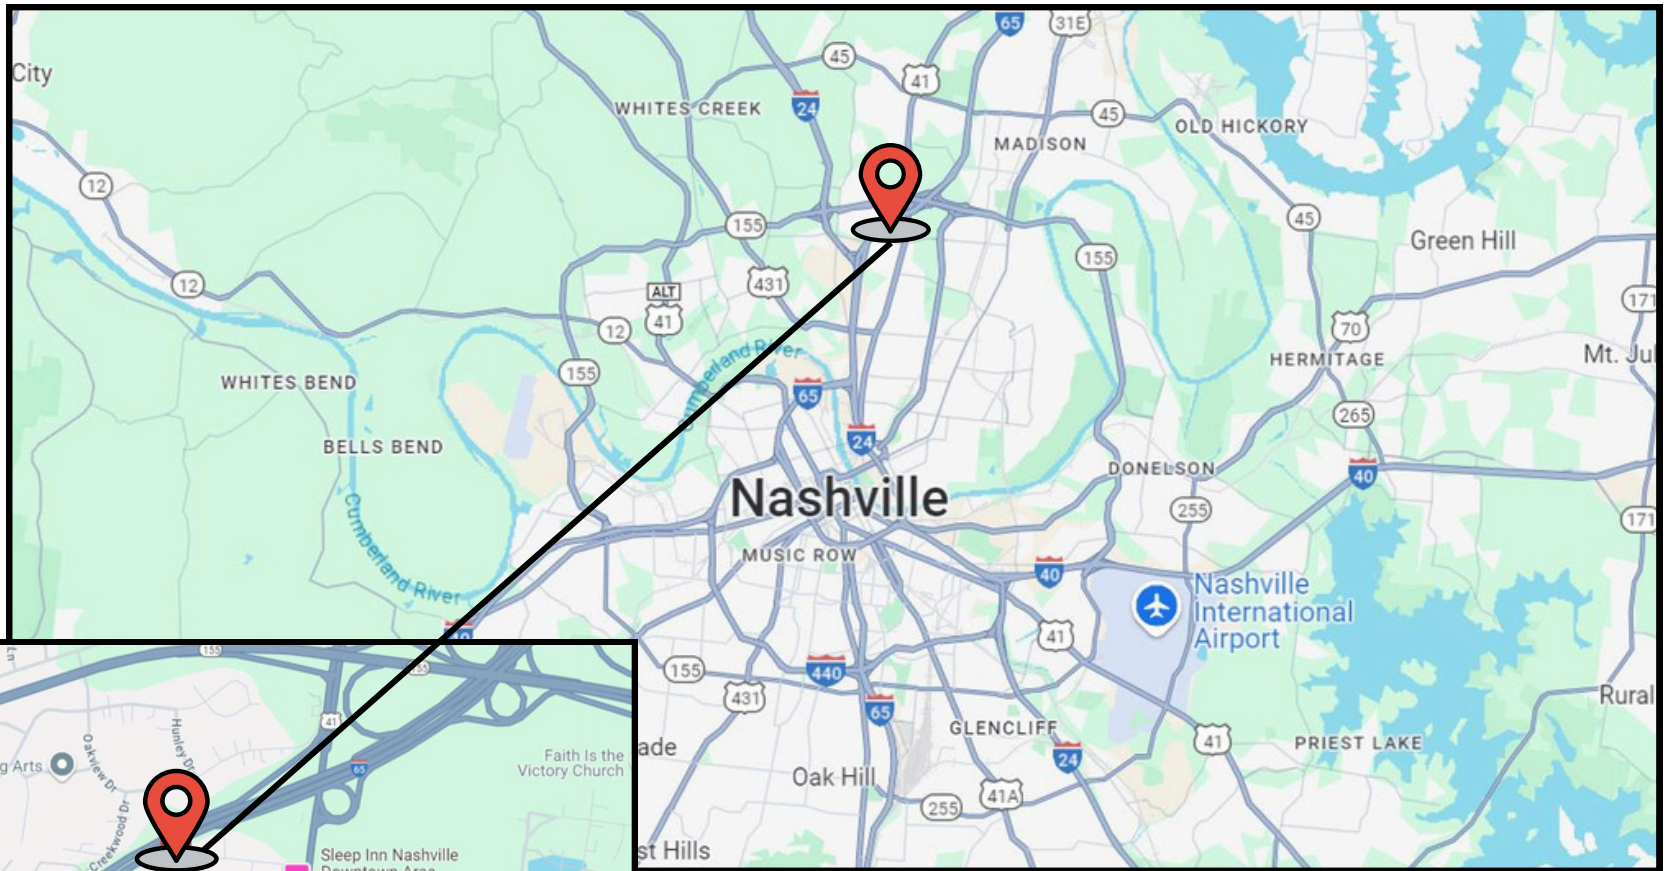 65
31E
45
41
City
24
WHITES CREEK
45
OLD HICKORY
MADISON
12
45
155
Green Hill
155
431
12
ALT
41
171
12
70
Mt. Jul
HERMITAGE
Cumberland River
155
WHITES BEND
65
265
24
BELLS BEND
DONELSON
40
Nashville
255
171
Cumberland River
MUSIC ROW
40
Nashville
International
Airport
41
155
440
431
65
Rural
GLENCLIFF
41
PRIEST LAKE
ade
24
Oak Hill
41A
255
st Hills
Ln
155
55
41
Hunley Dr
Oakview Dr
g Arts
65
Faith Is the
Victory Church
Creekwood Dr
Sleep Inn Nashville
Downtown Area